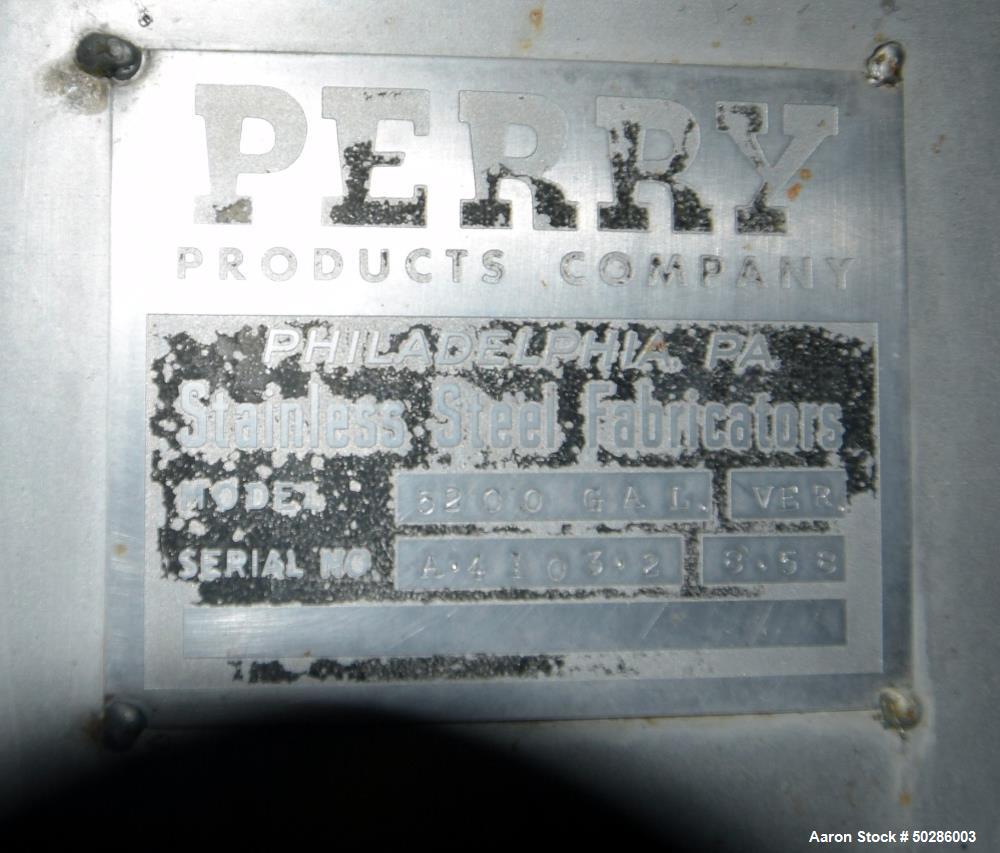 PERRY
PRODUCTS COMPANY
PHILADELPHIA, PA
Stainless Steel Fabricators
MODEL 5200 GAL. VER.
SERIAL NO. A·4103·2 8·58
Aaron Stock # 50286003